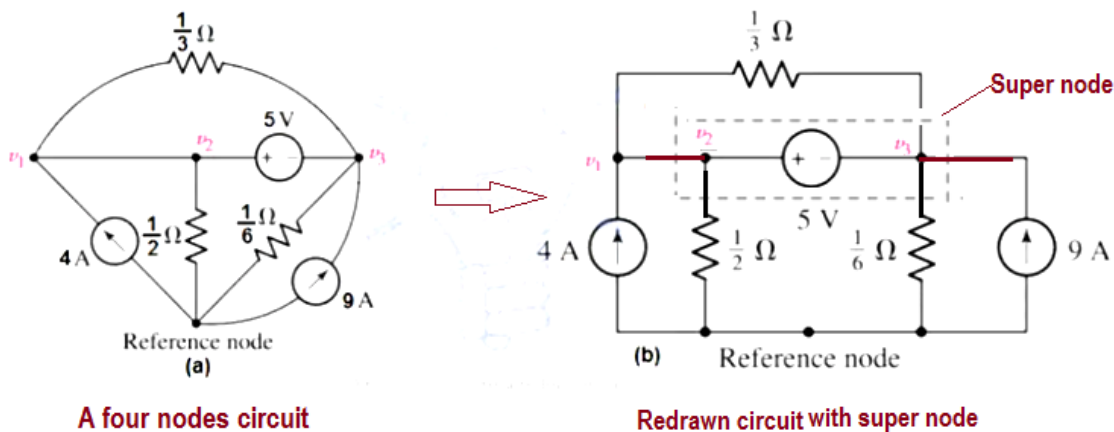 1/3 Ω
5 V
v1
v2
v3
+ −
4 A
1/2 Ω
1/6 Ω
9 A
Reference node
(a)
A four nodes circuit
1/3 Ω
Super node
v1
v2
v3
+ −
5 V
4 A
1/2 Ω
1/6 Ω
9 A
(b)
Reference node
Redrawn circuit with super node